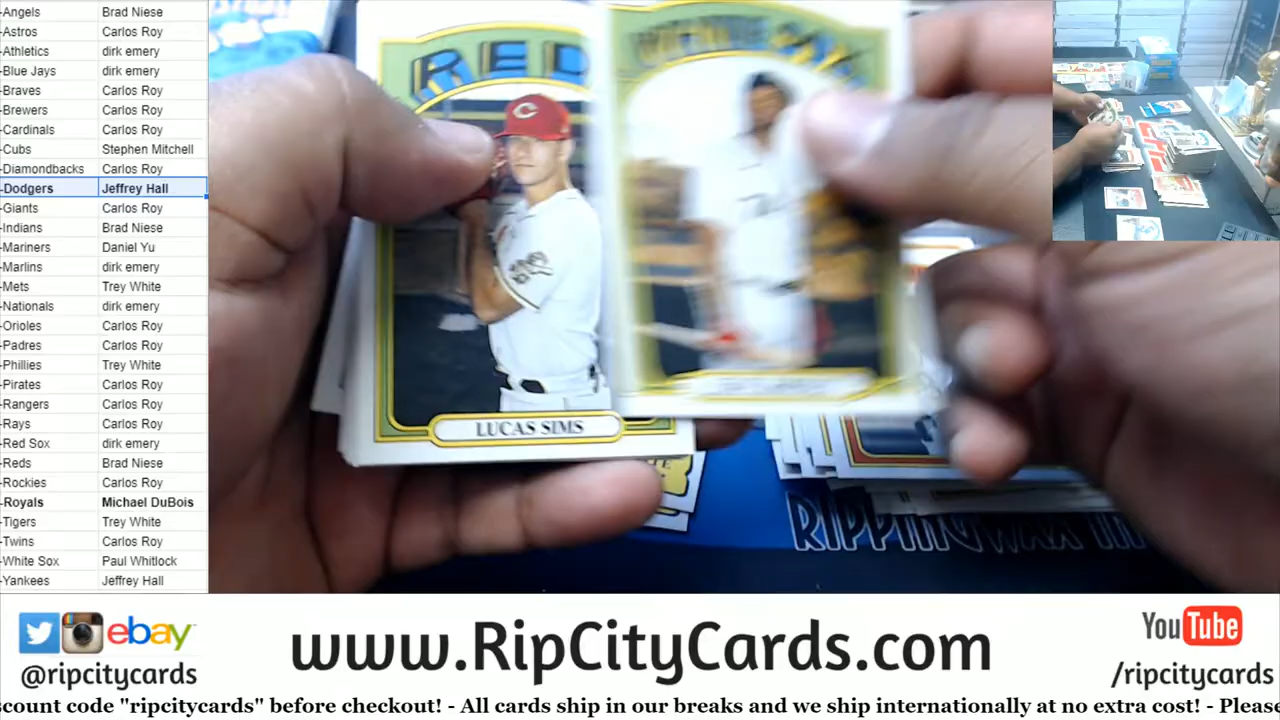 -Angels Brad Niese
-Astros Carlos Roy
-Athletics dirk emery
-Blue Jays dirk emery
-Braves Carlos Roy
-Brewers Carlos Roy
-Cardinals Carlos Roy
-Cubs Stephen Mitchell
-Diamondbacks Carlos Roy
-Dodgers Jeffrey Hall
-Giants Carlos Roy
-Indians Brad Niese
-Mariners Daniel Yu
-Marlins dirk emery
-Mets Trey White
-Nationals dirk emery
-Orioles Carlos Roy
-Padres Carlos Roy
-Phillies Trey White
-Pirates Carlos Roy
-Rangers Carlos Roy
-Rays Carlos Roy
-Red Sox dirk emery
-Reds Brad Niese
-Rockies Carlos Roy
-Royals Michael DuBois
-Tigers Trey White
-Twins Carlos Roy
-White Sox Paul Whitlock
-Yankees Jeffrey Hall
RED
C
LUCAS SIMS
RIPPINGWAX
ebay
@ripcitycards
www.RipCityCards.com
YouTube
/ripcitycards
scount code "ripcitycards" before checkout! - All cards ship in our breaks and we ship internationally at no extra cost! - Please